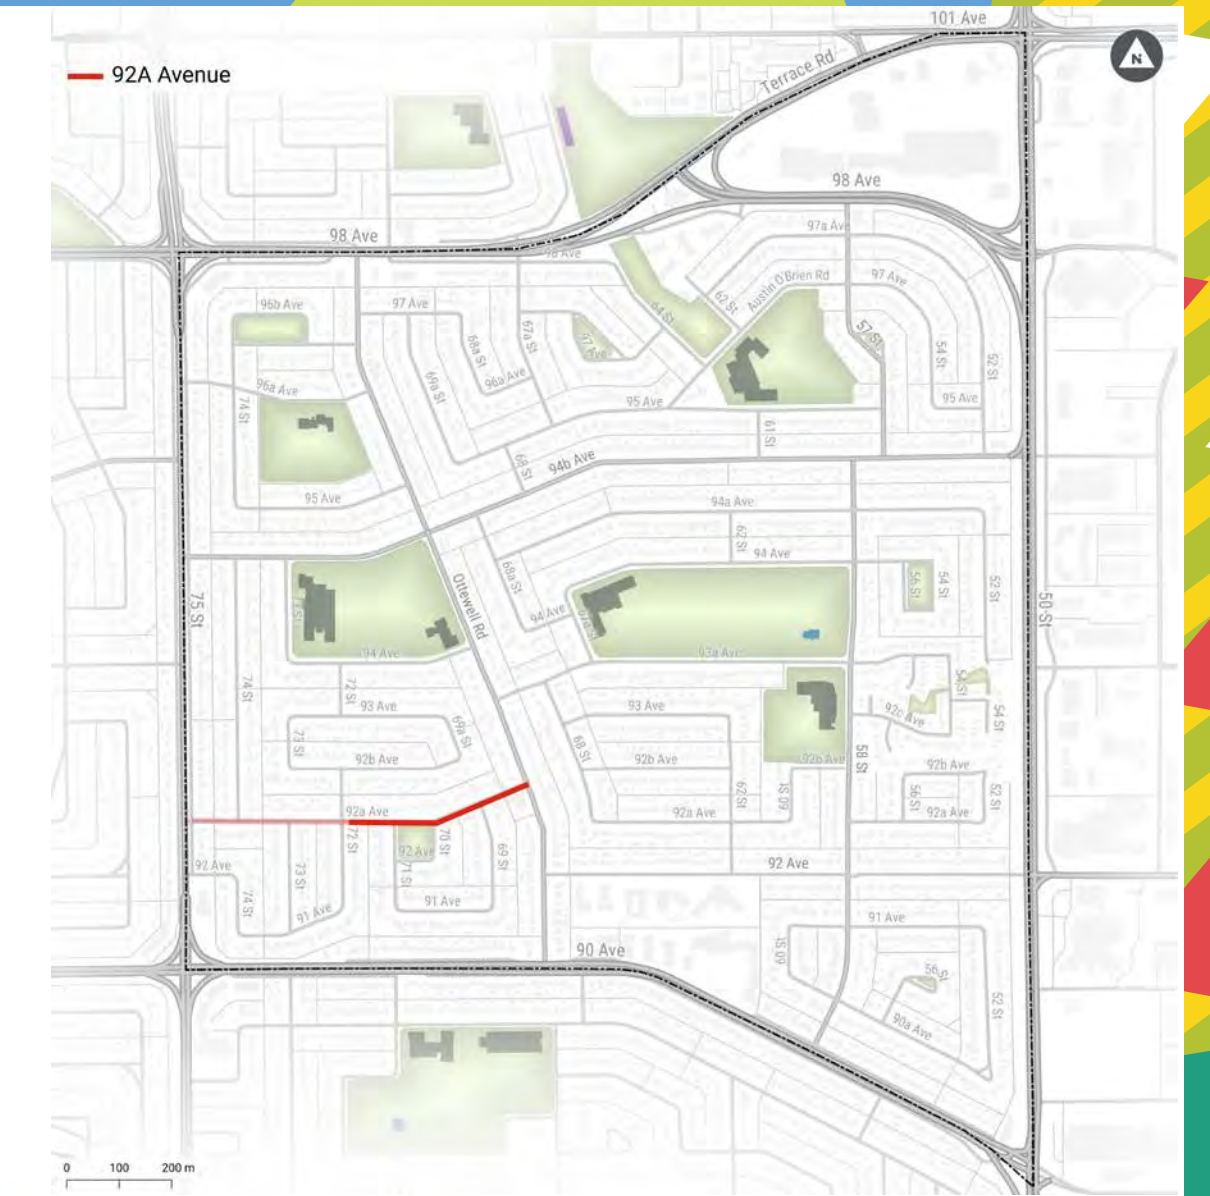 101 Ave
N
92A Avenue
Terrace Rd
98 Ave
97a Ave
98 Ave
98 Ave
97 Ave
Austin O'Brien Rd
62 St
96b Ave
97 Ave
64 St
67a St
57 St
97 Ave
68a St
54 St
52 St
96a Ave
96a Ave
69a St
95 Ave
95 Ave
74 St
61 St
94b Ave
68 St
95 Ave
94a Ave
62 St
94 Ave
68a St
56 St
54 St
52 St
Ottewell Rd
75 St
50 St
94 Ave
94 Ave
93a Ave
74 St
72 St
54 St
93 Ave
93 Ave
92c Ave
54 St
73 St
69a St
68 St
92b Ave
92b Ave
92b Ave
58 St
92b Ave
62 St
60 St
56 St
52 St
92a Ave
92a Ave
92a Ave
72 St
70 St
69 St
92 Ave
92 Ave
92 Ave
73 St
71 St
74 St
91 Ave
91 Ave
91 Ave
90 Ave
60 St
56 St
52 St
90a Ave
0 100 200 m